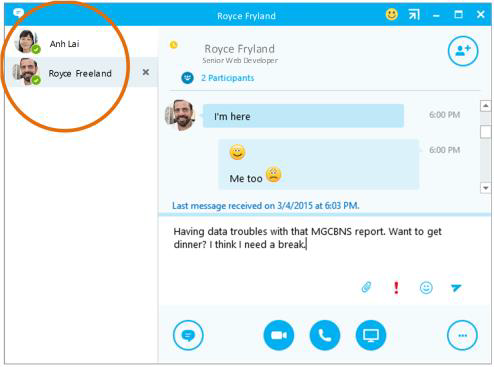 Royce Fryland
Anh Lai
Royce Freeland
Royce Fryland
Senior Web Developer
2 Participants
I'm here
6:00 PM
6:00 PM
Me too
Last message received on 3/4/2015 at 6:03 PM.
Having data troubles with that MGCBNS report. Want to get
dinner? I think I need a break.